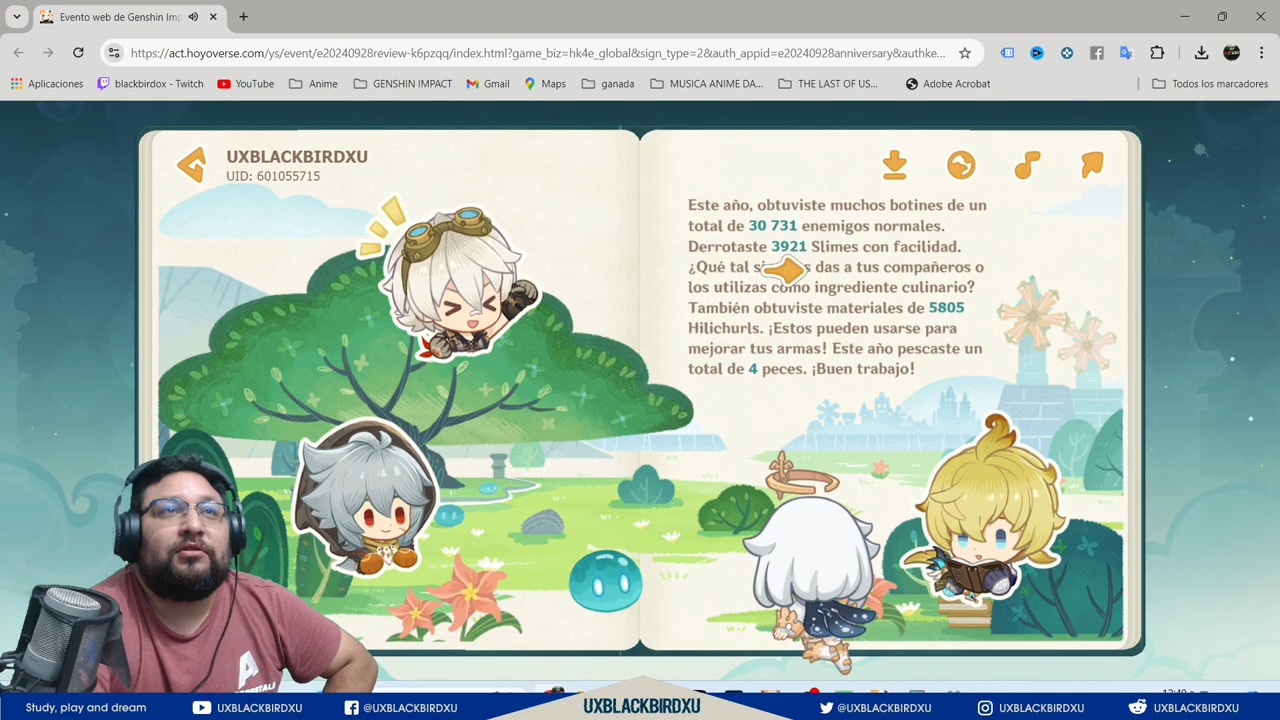 Evento web de Genshin Imp
https://act.hoyoverse.com/ys/event/e20240928review-k6pzqq/index.html?game_biz=hk4e_global&sign_type=2&auth_appid=e20240928anniversary&authke...
Aplicaciones
blackbirdox - Twitch
YouTube
Anime
GENSHIN IMPACT
Gmail
Maps
ganada
MUSICA ANIME DA...
THE LAST OF US...
Adobe Acrobat
Todos los marcadores
UXBLACKBIRDXU
UID: 601055715
Este año, obtuviste muchos botines de un
total de 30 731 enemigos normales.
Derrotaste 3921 Slimes con facilidad.
¿Qué tal das a tus compañeros o
los utilizas como ingrediente culinario?
También obtuviste materiales de 5805
Hilichurls. ¡Estos pueden usarse para
mejorar tus armas! Este año pescaste un
total de 4 peces. ¡Buen trabajo!
A
Study, play and dream
UXBLACKBIRDXU
@UXBLACKBIRDXU
UXBLACKBIRDXU
@UXBLACKBIRDXU
UXBLACKBIRDXU
UXBLACKBIRDXU